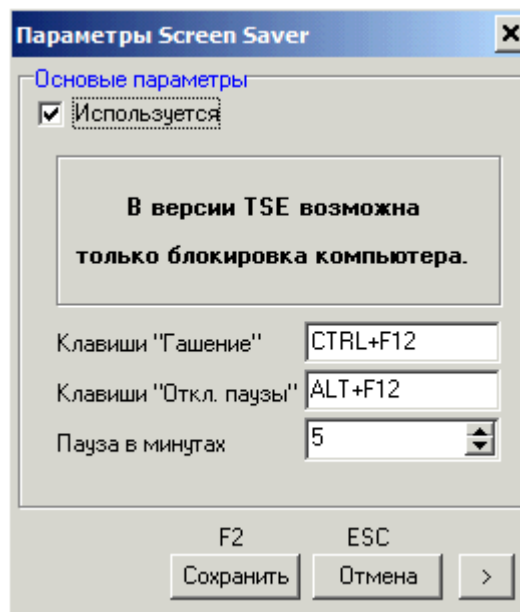 Параметры Screen Saver
Основые параметры
Используется
В версии TSE возможна
только блокировка компьютера.
Клавиши "Гашение" CTRL+F12
Клавиши "Откл. паузы" ALT+F12
Пауза в минутах 5
F2 ESC
Сохранить Отмена >